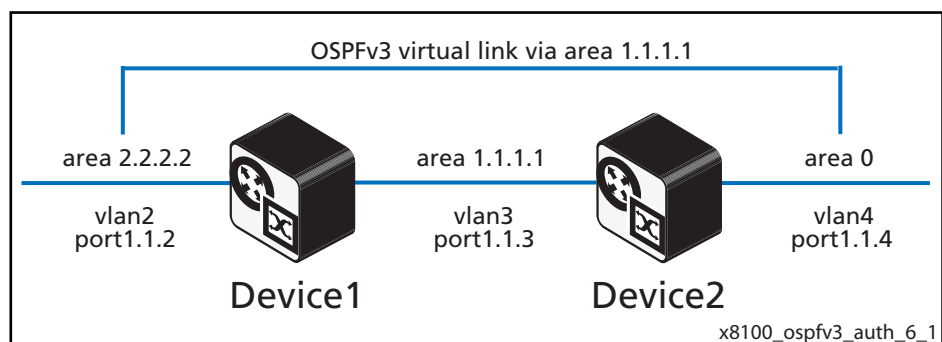 OSPFv3 virtual link via area 1.1.1.1
area 2.2.2.2
area 1.1.1.1
area 0
vlan2
port1.1.2
vlan3
port1.1.3
vlan4
port1.1.4
Device1
Device2
x8100_ospfv3_auth_6_1